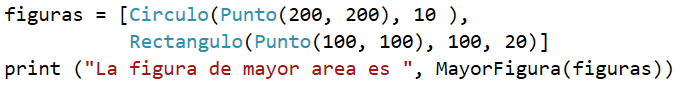 figuras = [Circulo(Punto(200, 200), 10 ),
Rectangulo(Punto(100, 100), 100, 20)]
print ("La figura de mayor area es ", MayorFigura(figuras))